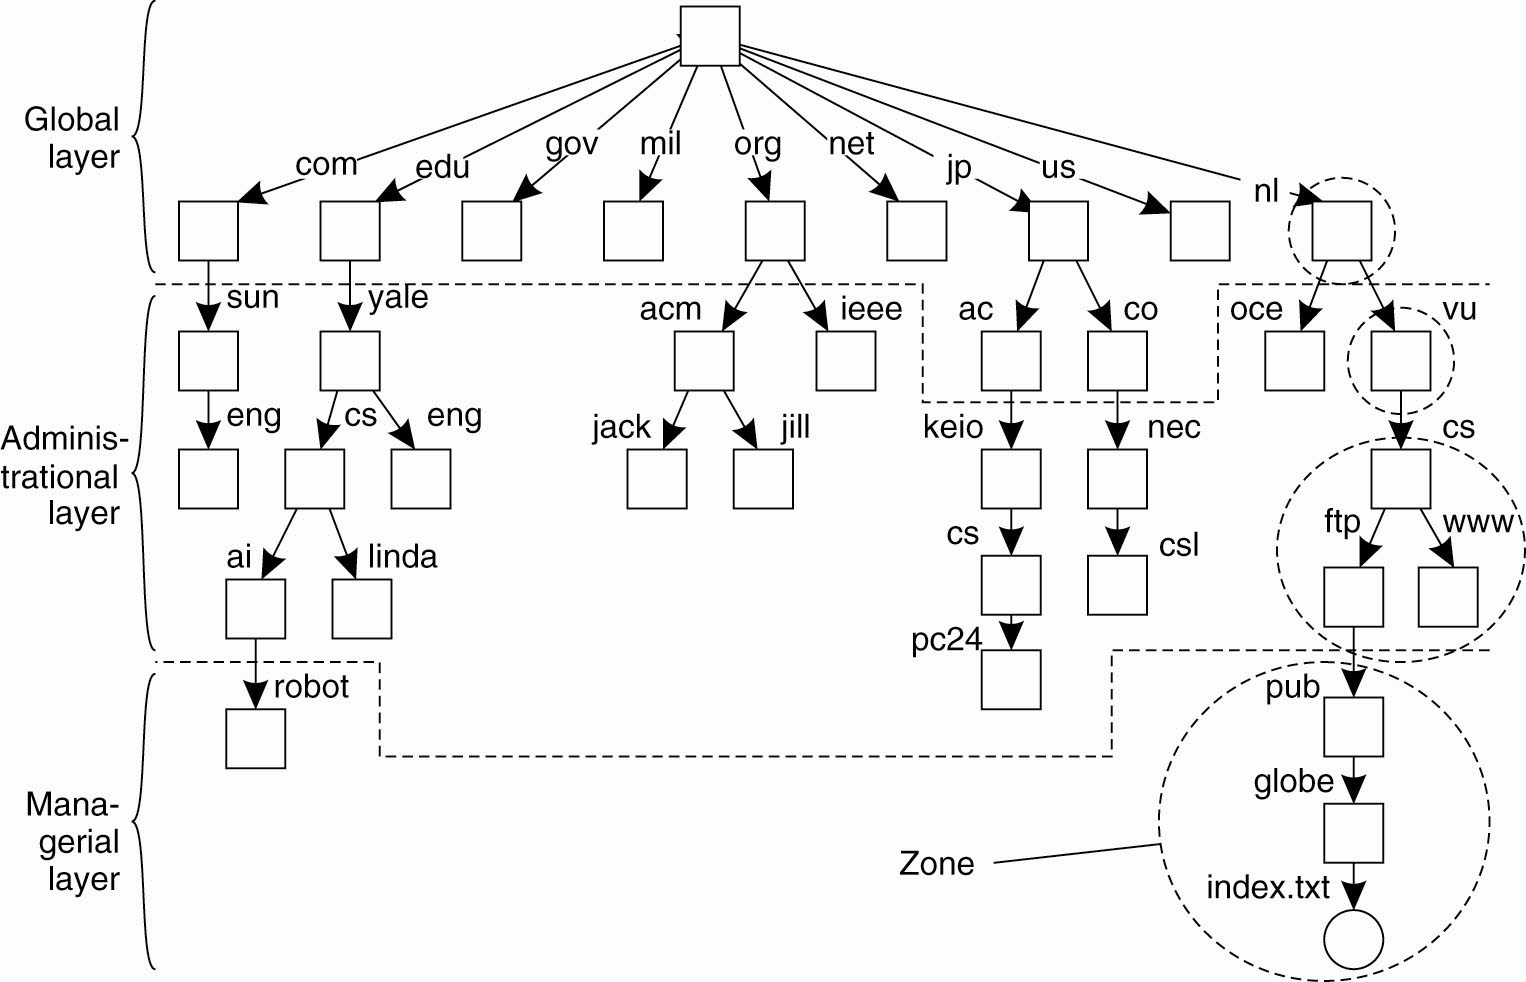 Global
layer
com
edu
gov
mil
org
net
jp
us
nl
sun
yale
acm
ieee
ac
co
oce
vu
Adminis-
trational
layer
eng
cs
eng
jack
jill
keio
nec
cs
ai
linda
cs
csl
ftp
www
pc24
robot
pub
globe
Mana-
gerial
layer
Zone
index.txt